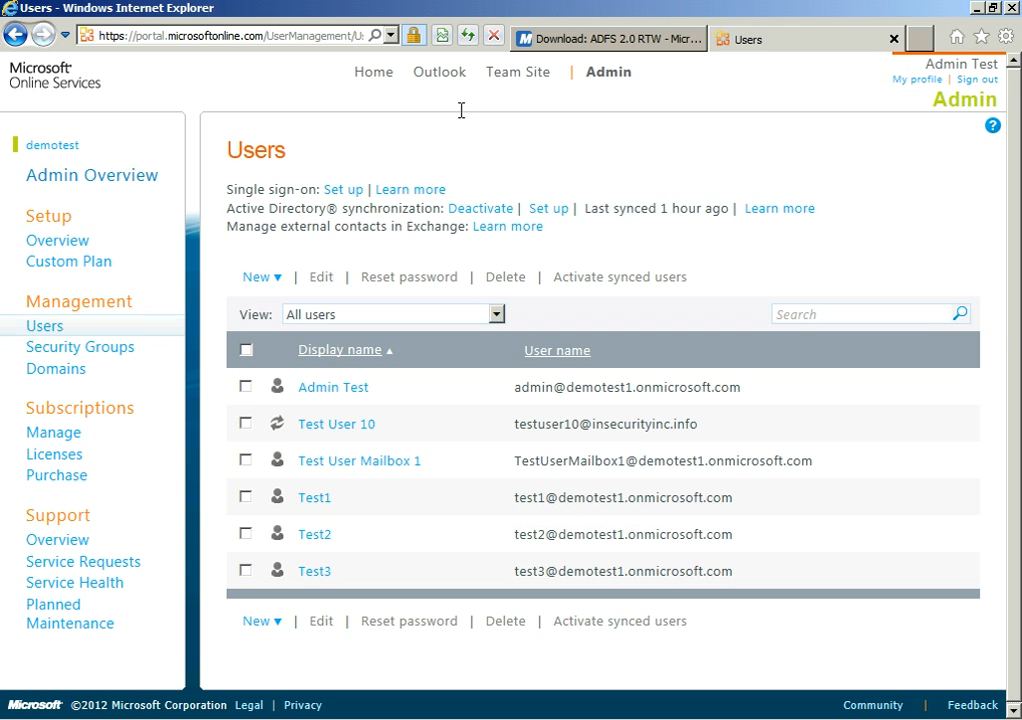 Users - Windows Internet Explorer
https://portal.microsoftonline.com/UserManagement/U
Download: ADFS 2.0 RTW - Micr...
Users
Microsoft®
Online Services
Home Outlook Team Site | Admin
Admin Test
My profile | Sign out
Admin
demotest
Admin Overview
Setup
Overview
Custom Plan
Management
Users
Security Groups
Domains
Subscriptions
Manage
Licenses
Purchase
Support
Overview
Service Requests
Service Health
Planned
Maintenance
Users
Single sign-on: Set up | Learn more
Active Directory® synchronization: Deactivate | Set up | Last synced 1 hour ago | Learn more
Manage external contacts in Exchange: Learn more
New ▼ | Edit | Reset password | Delete | Activate synced users
View: All users Search
Display name ▲ User name
Admin Test admin@demotest1.onmicrosoft.com
Test User 10 testuser10@insecurityinc.info
Test User Mailbox 1 TestUserMailbox1@demotest1.onmicrosoft.com
Test1 test1@demotest1.onmicrosoft.com
Test2 test2@demotest1.onmicrosoft.com
Test3 test3@demotest1.onmicrosoft.com
New ▼ | Edit | Reset password | Delete | Activate synced users
Microsoft ©2012 Microsoft Corporation Legal | Privacy Community | Feedback